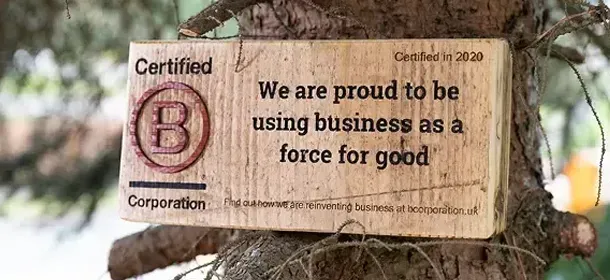 Certified
B
Corporation
Certified in 2020
We are proud to be
using business as a
force for good
Find out how we are reinventing business at bcorporation.uk